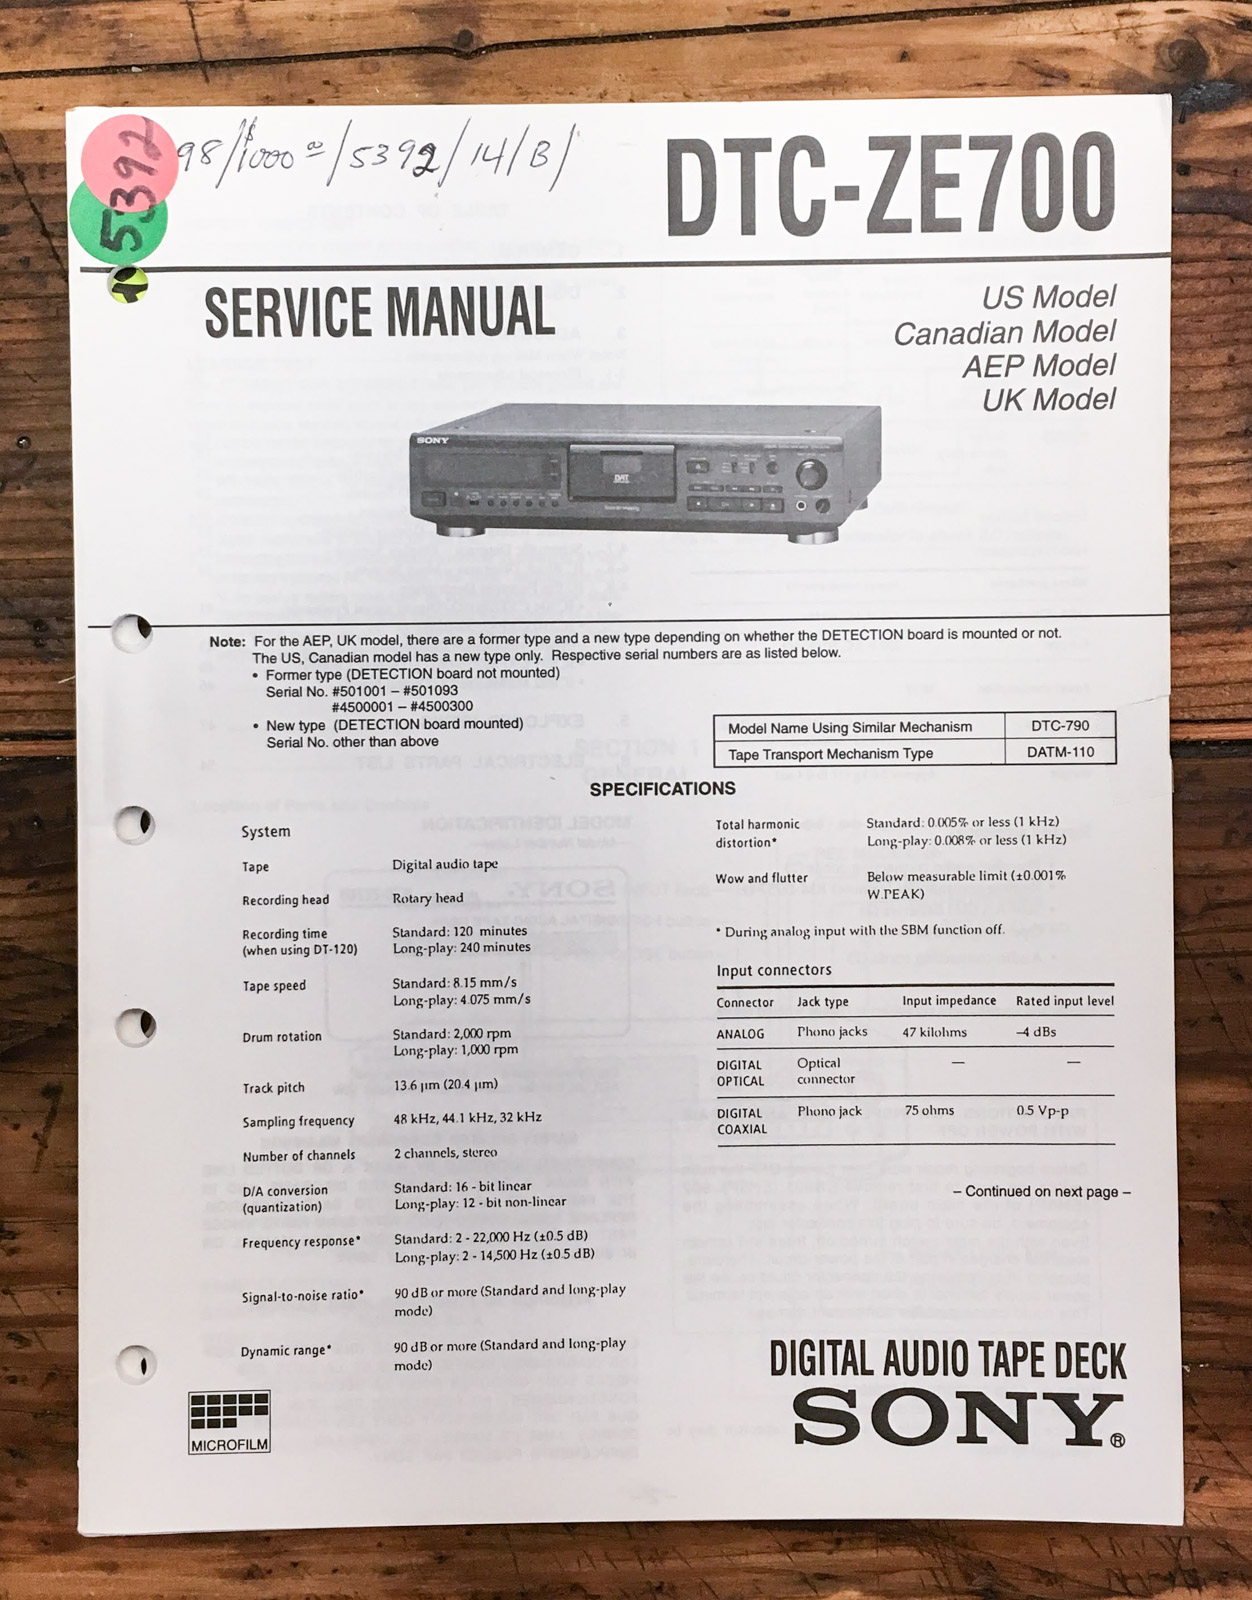 5392
98/$1000 00/5392/14/B/
DTC-ZE700
SERVICE MANUAL
US Model
Canadian Model
AEP Model
UK Model
SONY
DAT
Note: For the AEP, UK model, there are a former type and a new type depending on whether the DETECTION board is mounted or not.
The US, Canadian model has a new type only. Respective serial numbers are as listed below.
• Former type (DETECTION board not mounted)
Serial No. #501001 – #501093
#4500001 – #4500300
• New type (DETECTION board mounted)
Serial No. other than above
Model Name Using Similar Mechanism DTC-790
Tape Transport Mechanism Type DATM-110
SPECIFICATIONS
System
Tape Digital audio tape
Recording head Rotary head
Recording time Standard: 120 minutes
(when using DT-120) Long-play: 240 minutes
Tape speed Standard: 8.15 mm/s
Long-play: 4.075 mm/s
Drum rotation Standard: 2,000 rpm
Long-play: 1,000 rpm
Track pitch 13.6 µm (20.4 µm)
Sampling frequency 48 kHz, 44.1 kHz, 32 kHz
Number of channels 2 channels, stereo
D/A conversion Standard: 16 - bit linear
(quantization) Long-play: 12 - bit non-linear
Frequency response* Standard: 2 - 22,000 Hz (±0.5 dB)
Long-play: 2 - 14,500 Hz (±0.5 dB)
Signal-to-noise ratio* 90 dB or more (Standard and long-play
mode)
Dynamic range* 90 dB or more (Standard and long-play
mode)
Total harmonic Standard: 0.005% or less (1 kHz)
distortion* Long-play: 0.008% or less (1 kHz)
Wow and flutter Below measurable limit (±0.001%
W.PEAK)
* During analog input with the SBM function off.
Input connectors
Connector Jack type Input impedance Rated input level
ANALOG Phono jacks 47 kilohms –4 dBs
DIGITAL Optical — —
OPTICAL connector
DIGITAL Phono jack 75 ohms 0.5 Vp-p
COAXIAL
– Continued on next page –
MICROFILM
DIGITAL AUDIO TAPE DECK
SONY®